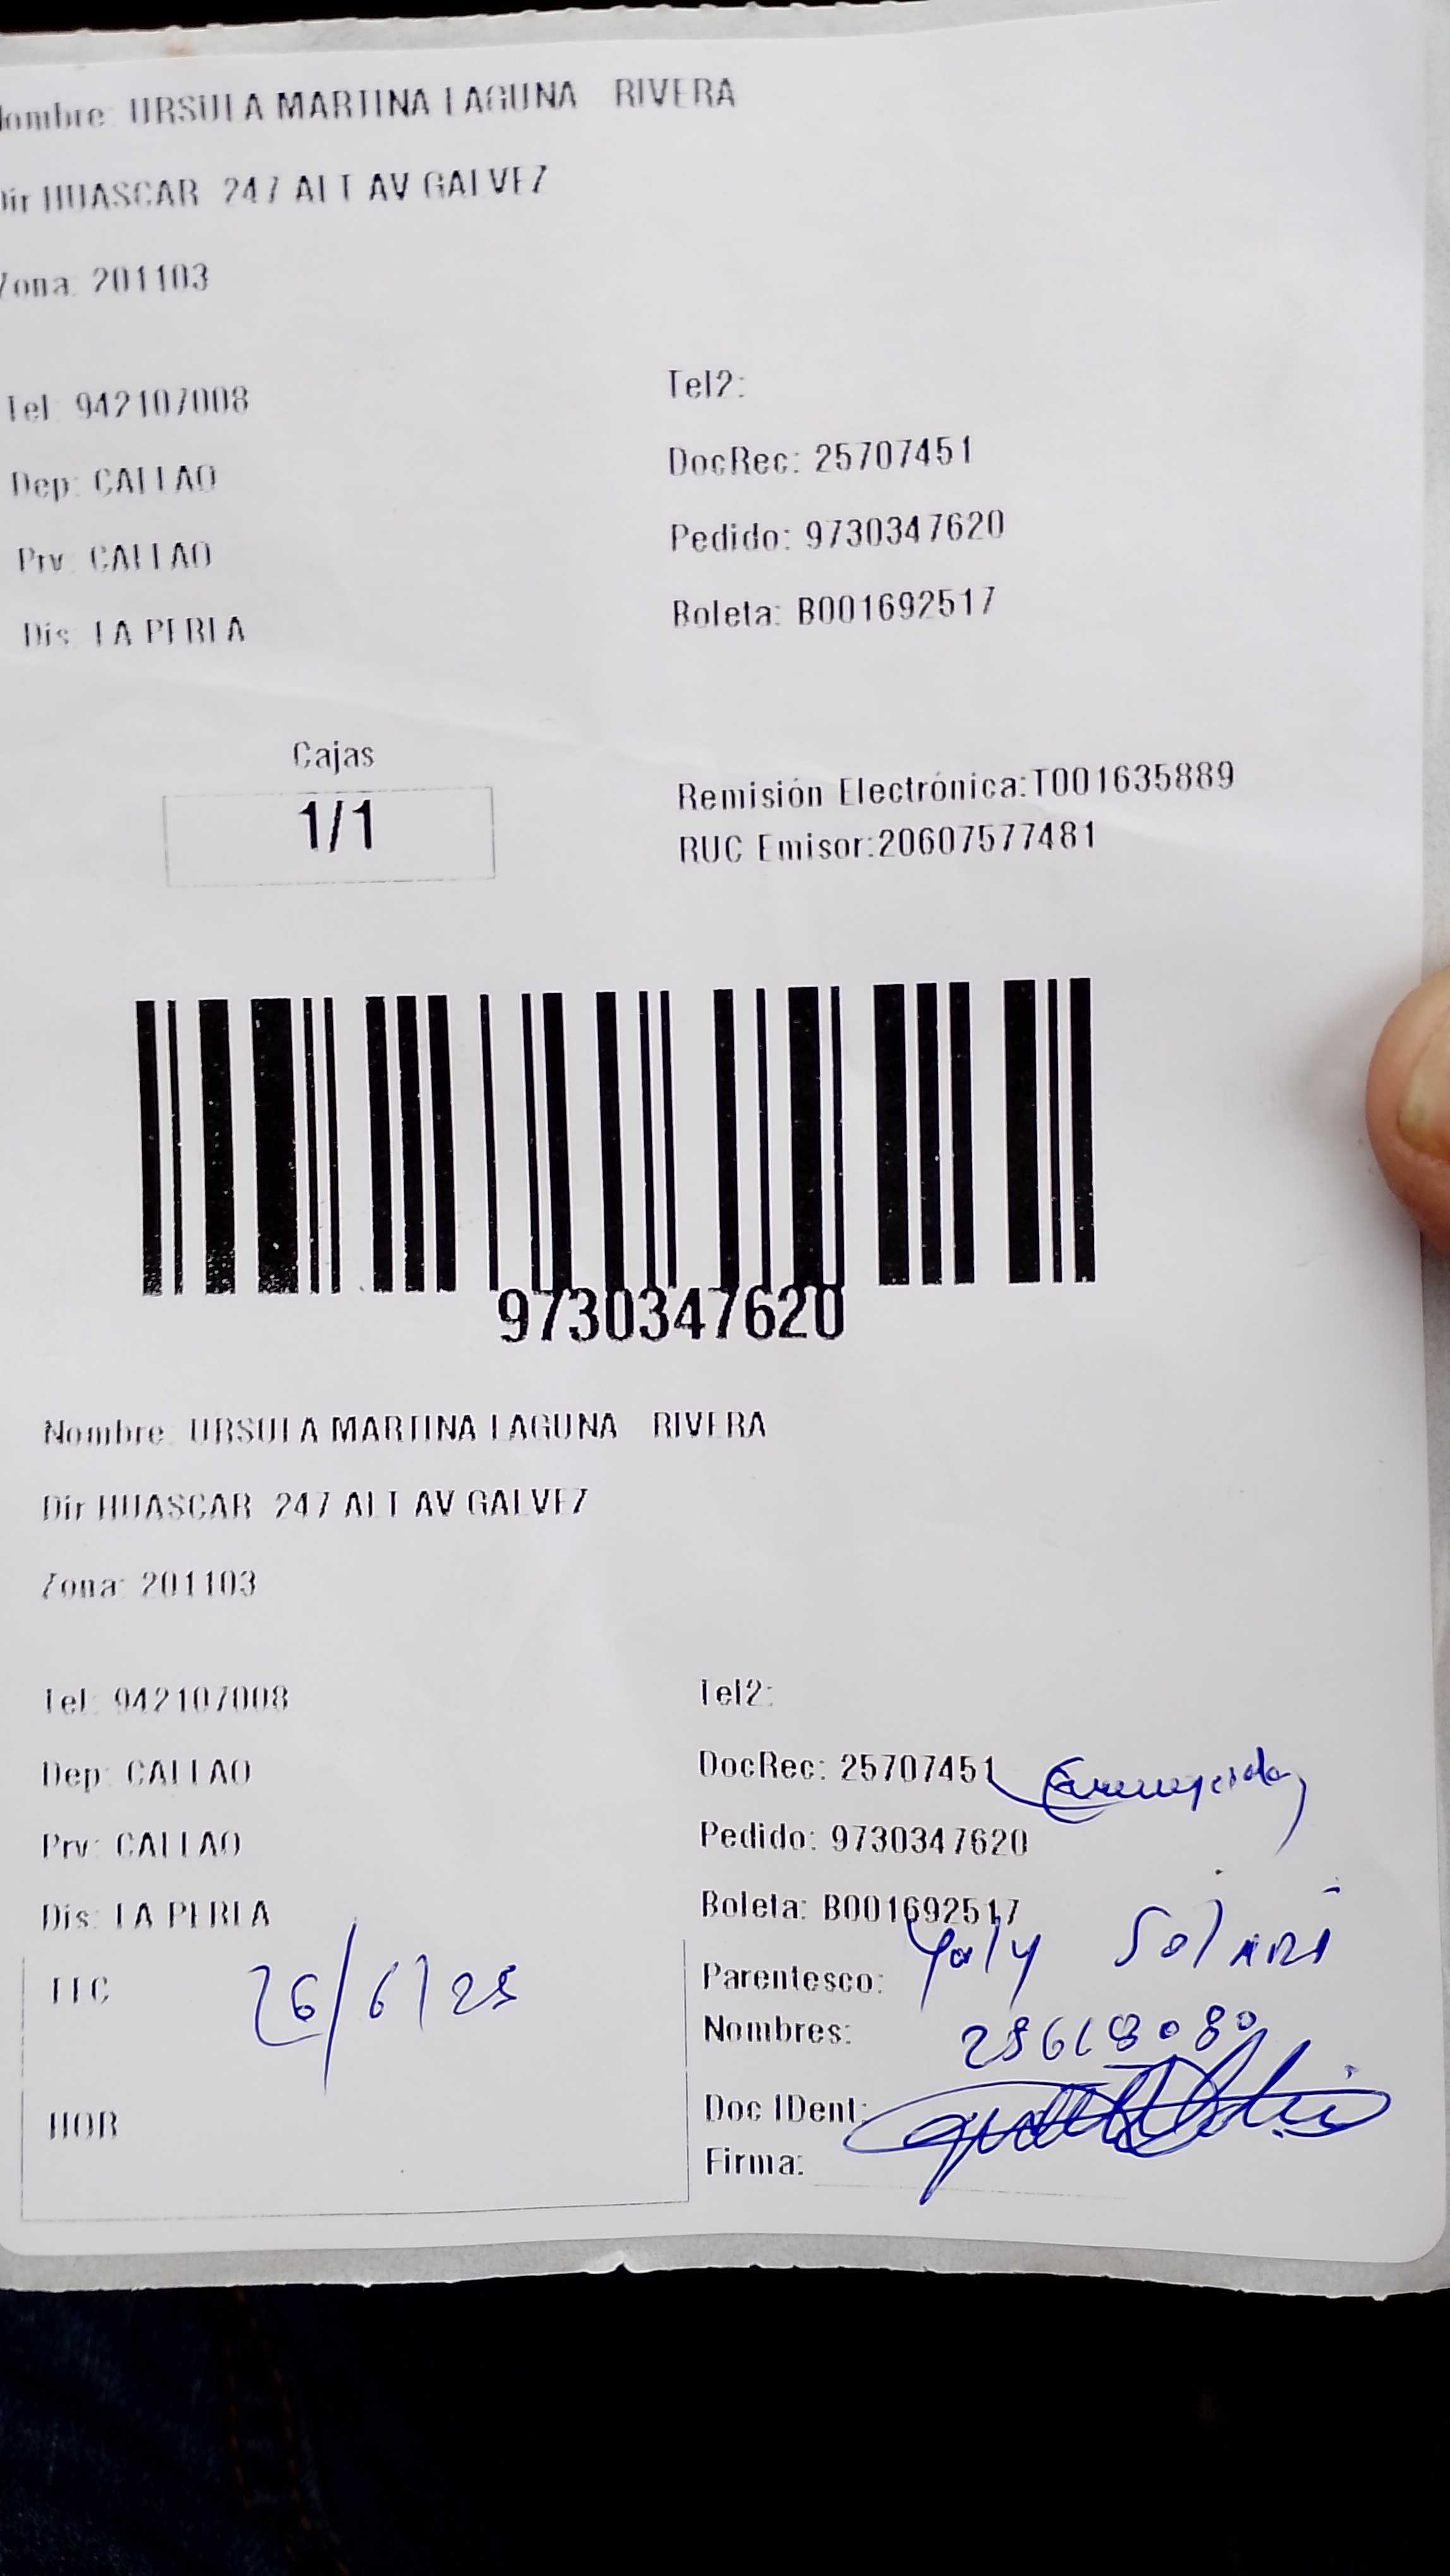 Nombre: URSULA MARTINA LAGUNA RIVERA
Dir HUASCAR 247 ALT AV GALVEZ
Zona: 201103
Tel: 942107008 Tel2:
Dep: CALLAO DocRec: 25707451
Prv: CALLAO Pedido: 9730347620
Dis: LA PERLA Boleta: B001692517
Cajas
1/1
Remisión Electrónica:T001635889
RUC Emisor:20607577481
9730347620
Nombre: URSULA MARTINA LAGUNA RIVERA
Dir HUASCAR 247 ALT AV GALVEZ
Zona: 201103
Tel: 942107008 Tel2:
Dep: CALLAO DocRec: 25707451
Prv: CALLAO Pedido: 9730347620
Dis: LA PERLA Boleta: B001692517
FEC 26/6/25
Parentesco: Yoly Solari
Nombres:
HOR
Doc IDent:
Firma: